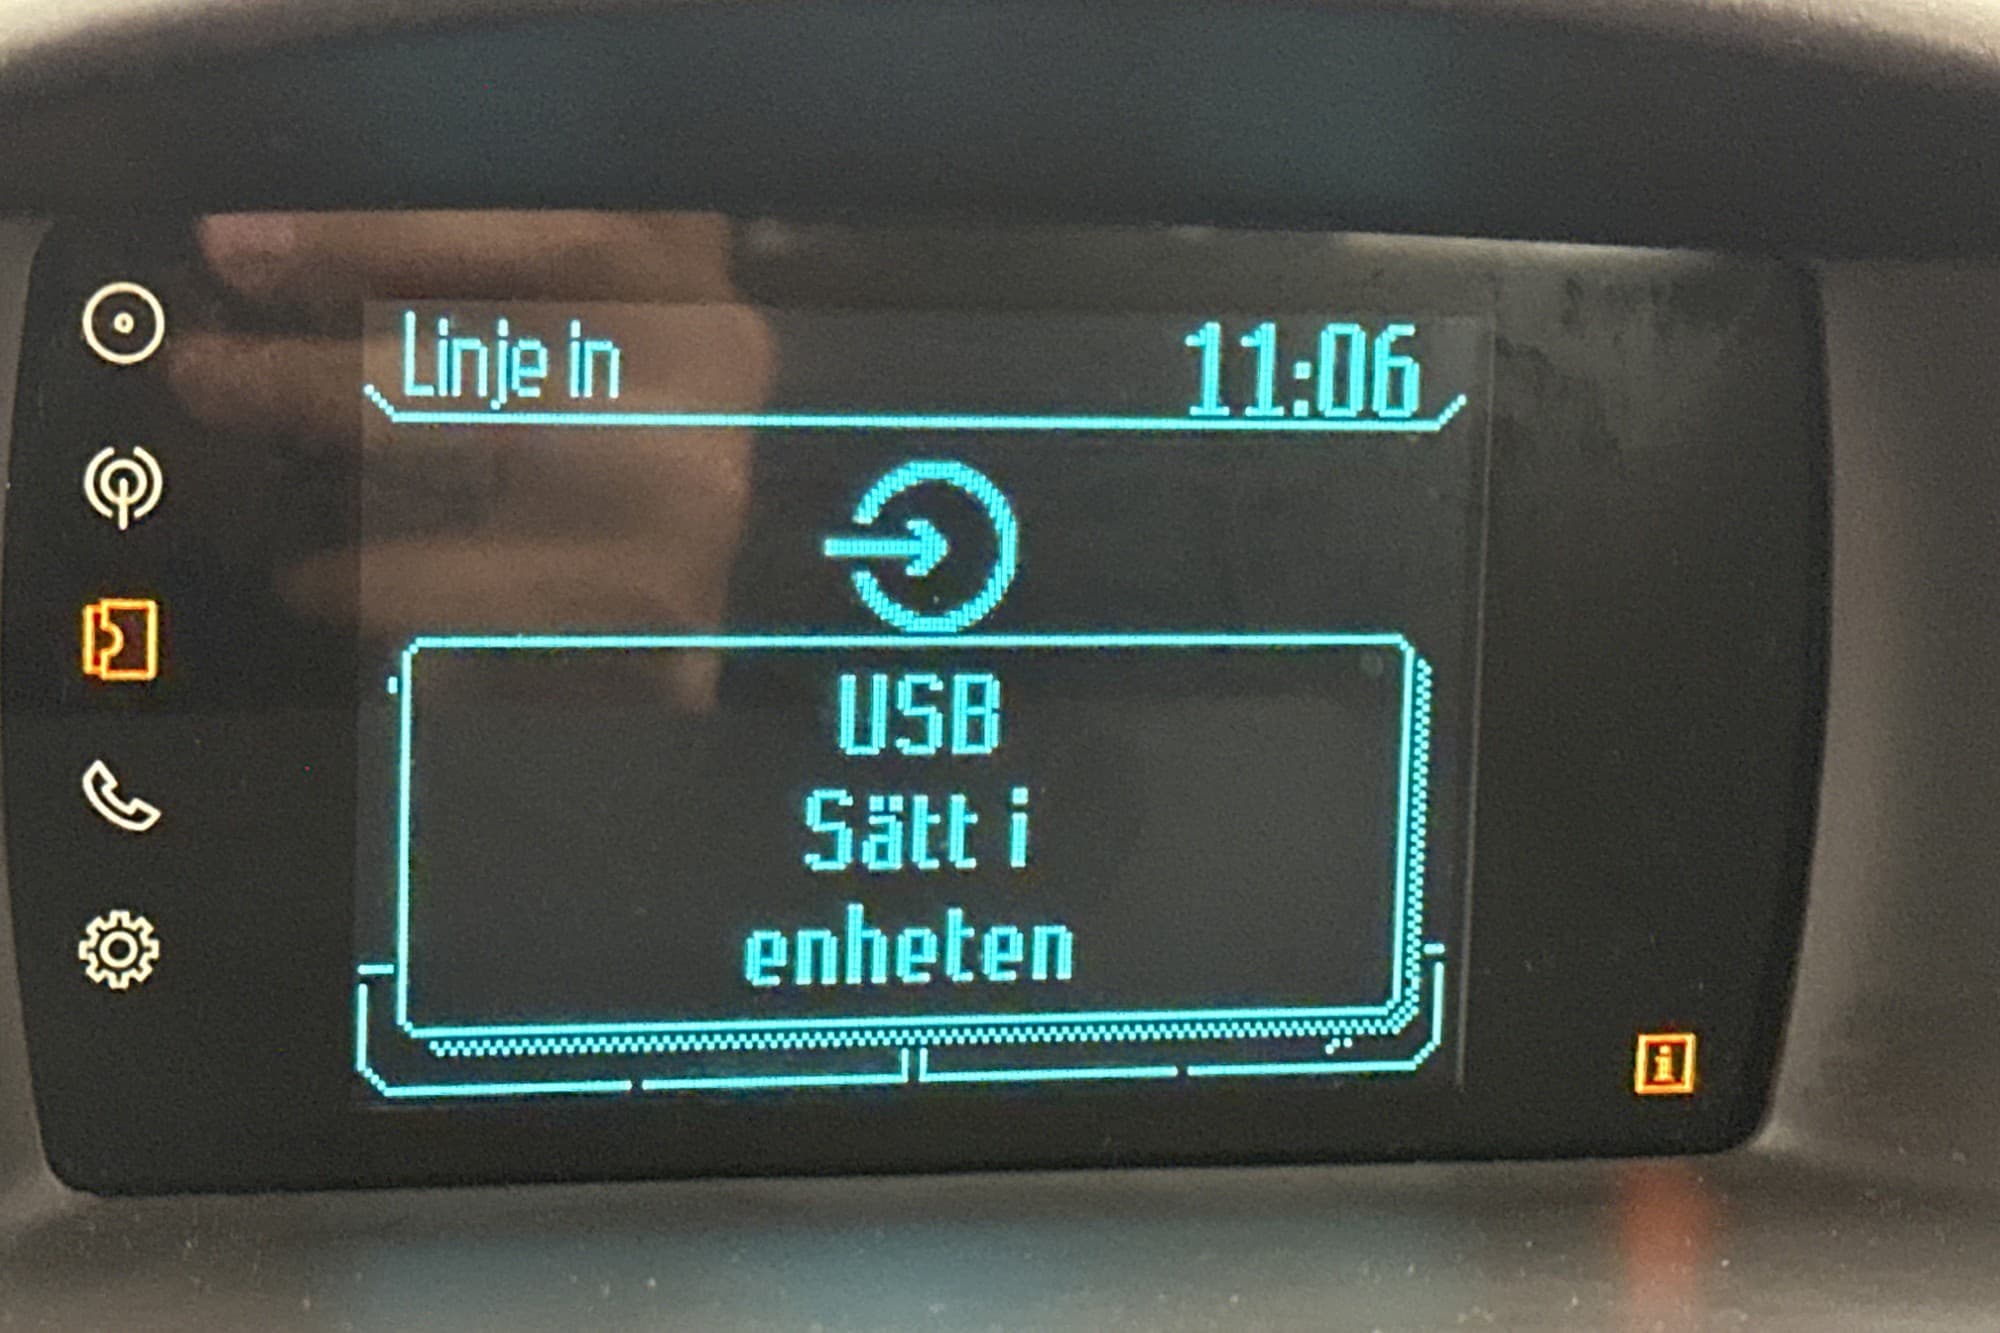 Linje in
11:06
USB
Sätt i
enheten
i